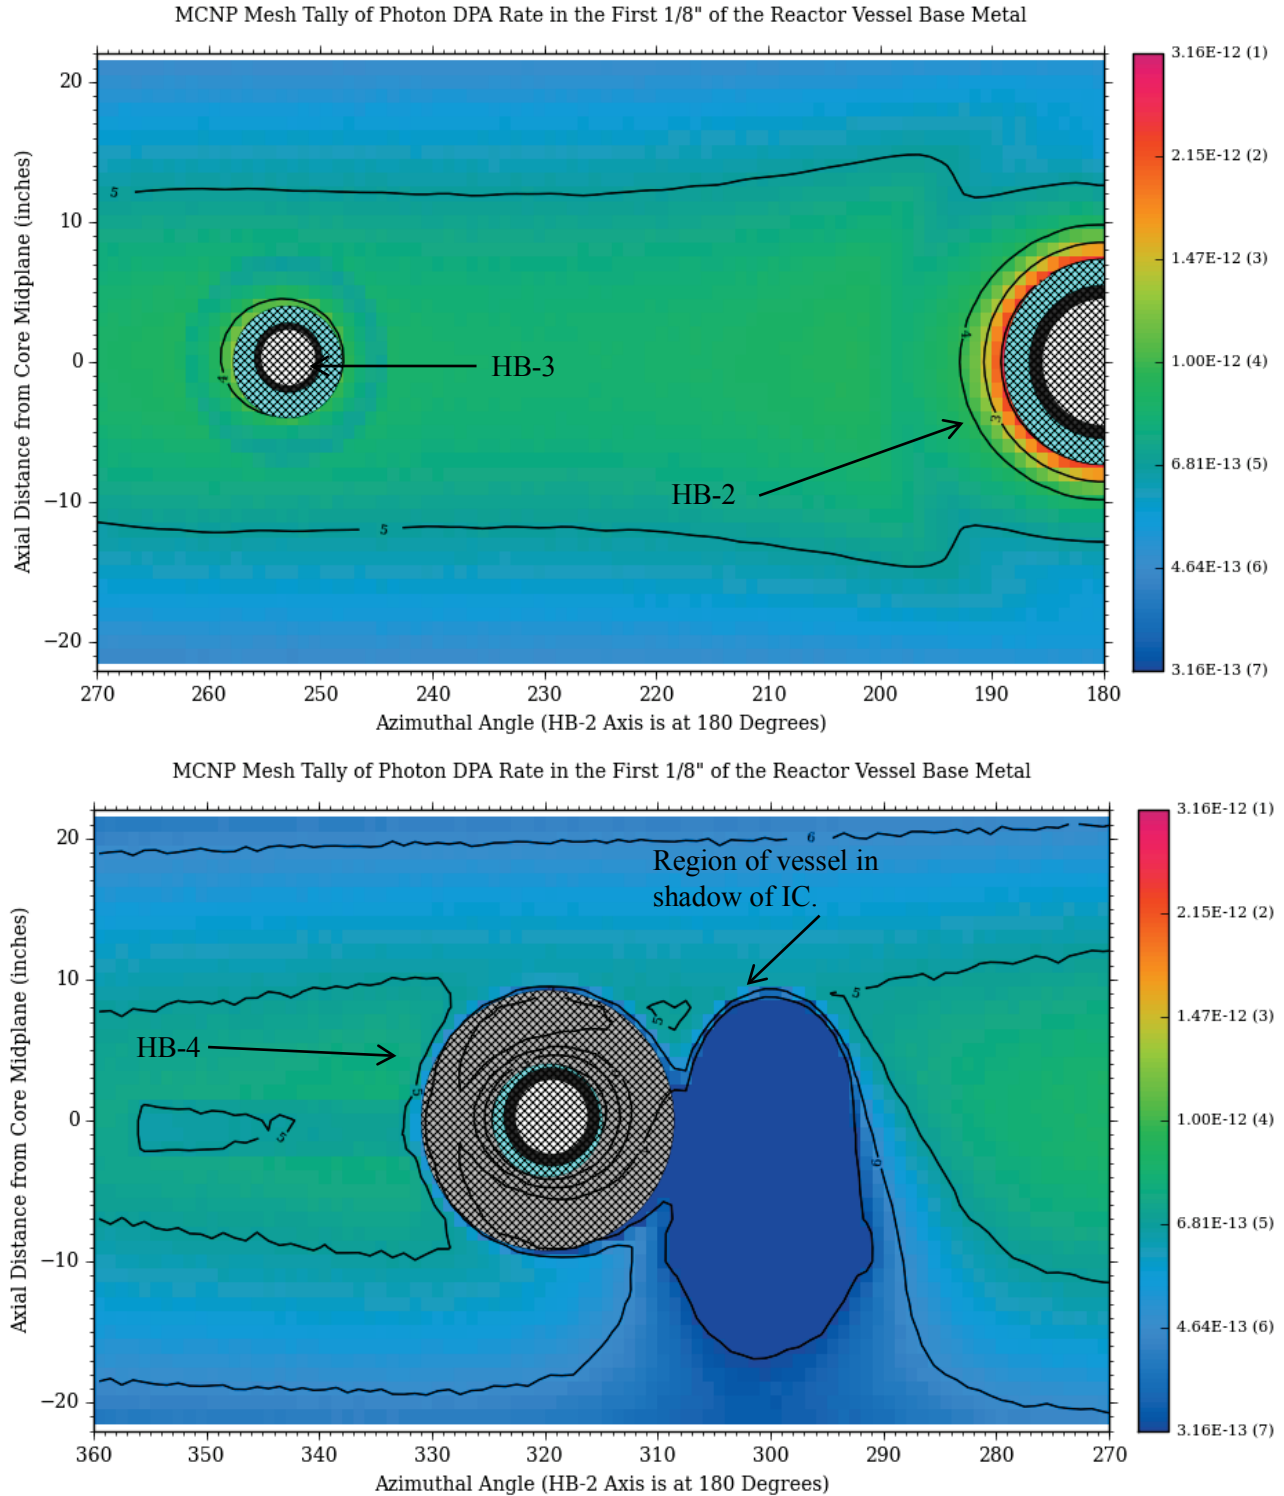 MCNP Mesh Tally of Photon DPA Rate in the First 1/8" of the Reactor Vessel Base Metal
3.16E-12 (1)
2.15E-12 (2)
1.47E-12 (3)
1.00E-12 (4)
6.81E-13 (5)
4.64E-13 (6)
3.16E-13 (7)
Axial Distance from Core Midplane (inches)
20
10
0
−10
−20
5
4
HB-3
4
3
HB-2
5
270
260
250
240
230
220
210
200
190
180
Azimuthal Angle (HB-2 Axis is at 180 Degrees)
MCNP Mesh Tally of Photon DPA Rate in the First 1/8" of the Reactor Vessel Base Metal
3.16E-12 (1)
2.15E-12 (2)
1.47E-12 (3)
1.00E-12 (4)
6.81E-13 (5)
4.64E-13 (6)
3.16E-13 (7)
Axial Distance from Core Midplane (inches)
20
10
0
−10
−20
6
Region of vessel in
shadow of IC.
5
5
HB-4
5
5
6
360
350
340
330
320
310
300
290
280
270
Azimuthal Angle (HB-2 Axis is at 180 Degrees)